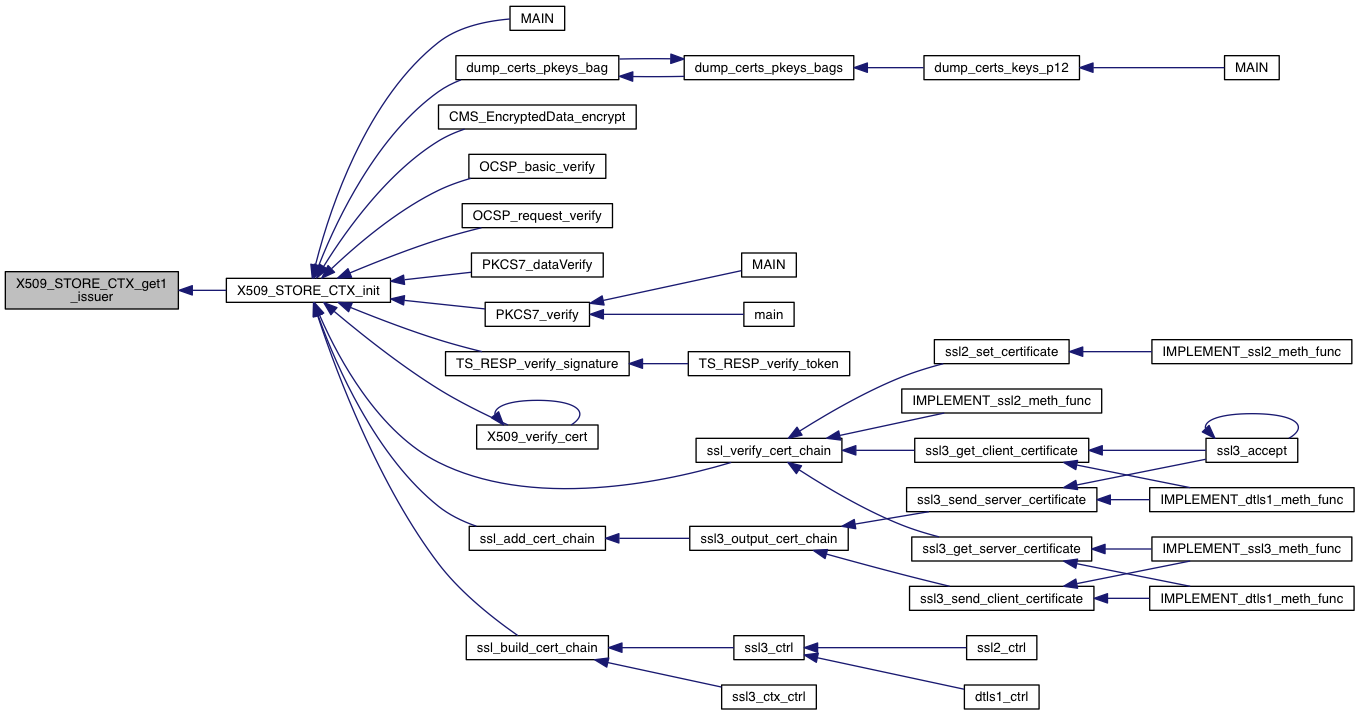 MAIN
dump_certs_pkeys_bag
dump_certs_pkeys_bags
dump_certs_keys_p12
MAIN
CMS_EncryptedData_encrypt
OCSP_basic_verify
OCSP_request_verify
X509_STORE_CTX_get1
_issuer
X509_STORE_CTX_init
PKCS7_dataVerify
MAIN
PKCS7_verify
main
TS_RESP_verify_signature
TS_RESP_verify_token
ssl2_set_certificate
IMPLEMENT_ssl2_meth_func
IMPLEMENT_ssl2_meth_func
X509_verify_cert
ssl_verify_cert_chain
ssl3_get_client_certificate
ssl3_accept
ssl3_send_server_certificate
IMPLEMENT_dtls1_meth_func
ssl_add_cert_chain
ssl3_output_cert_chain
ssl3_get_server_certificate
IMPLEMENT_ssl3_meth_func
ssl3_send_client_certificate
IMPLEMENT_dtls1_meth_func
ssl_build_cert_chain
ssl3_ctrl
ssl2_ctrl
ssl3_ctx_ctrl
dtls1_ctrl